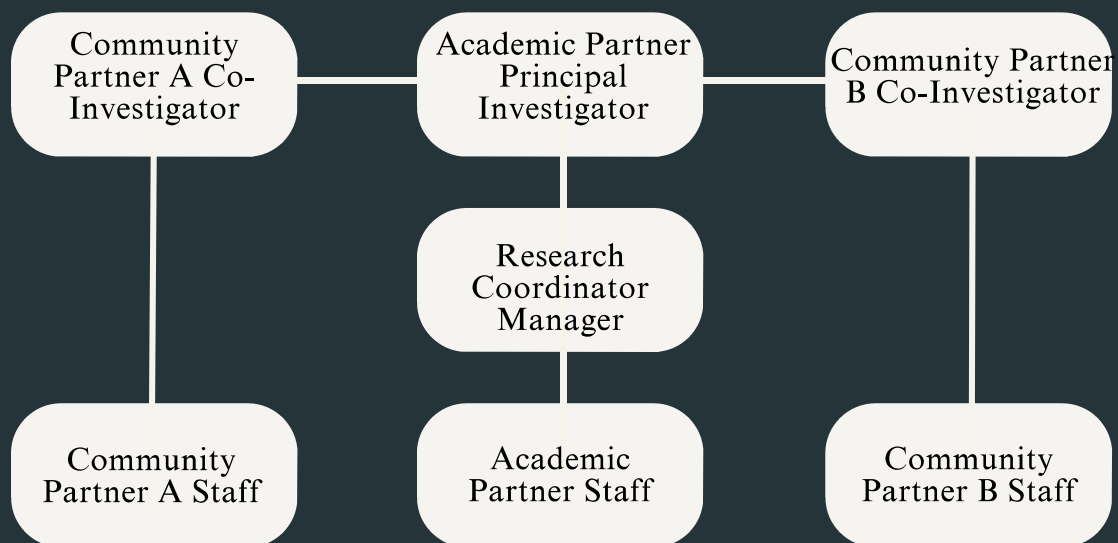 Community
Partner A Co-
Investigator
Academic Partner
Principal
Investigator
Community Partner
B Co-Investigator
Research
Coordinator
Manager
Community
Partner A Staff
Academic
Partner Staff
Community
Partner B Staff